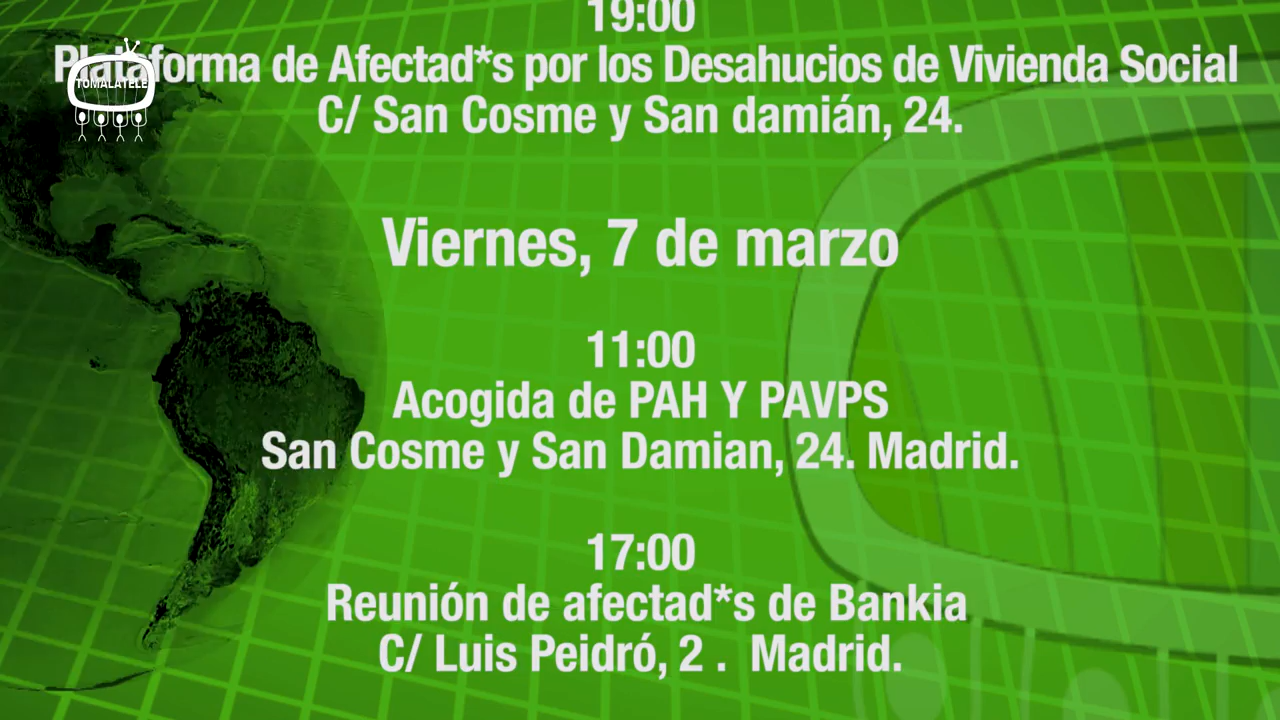 19:00
Plataforma de Afectad*s por los Desahucios de Vivienda Social
TOMALATELE
C/ San Cosme y San damián, 24.
Viernes, 7 de marzo
11:00
Acogida de PAH Y PAVPS
San Cosme y San Damian, 24. Madrid.
17:00
Reunión de afectad*s de Bankia
C/ Luis Peidró, 2 . Madrid.